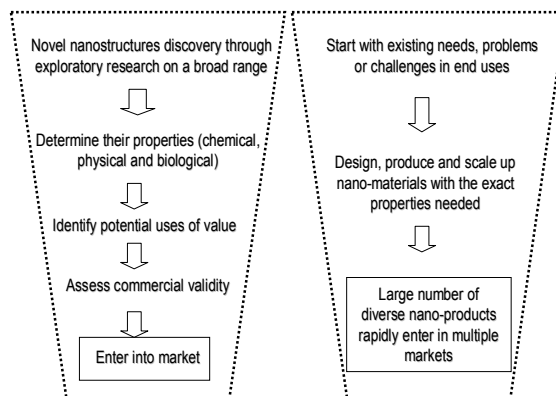 Novel nanostructures discovery through
exploratory research on a broad range
Determine their properties (chemical,
physical and biological)
Identify potential uses of value
Assess commercial validity
Enter into market
Start with existing needs, problems
or challenges in end uses
Design, produce and scale up
nano-materials with the exact
properties needed
Large number of
diverse nano-products
rapidly enter in multiple
markets